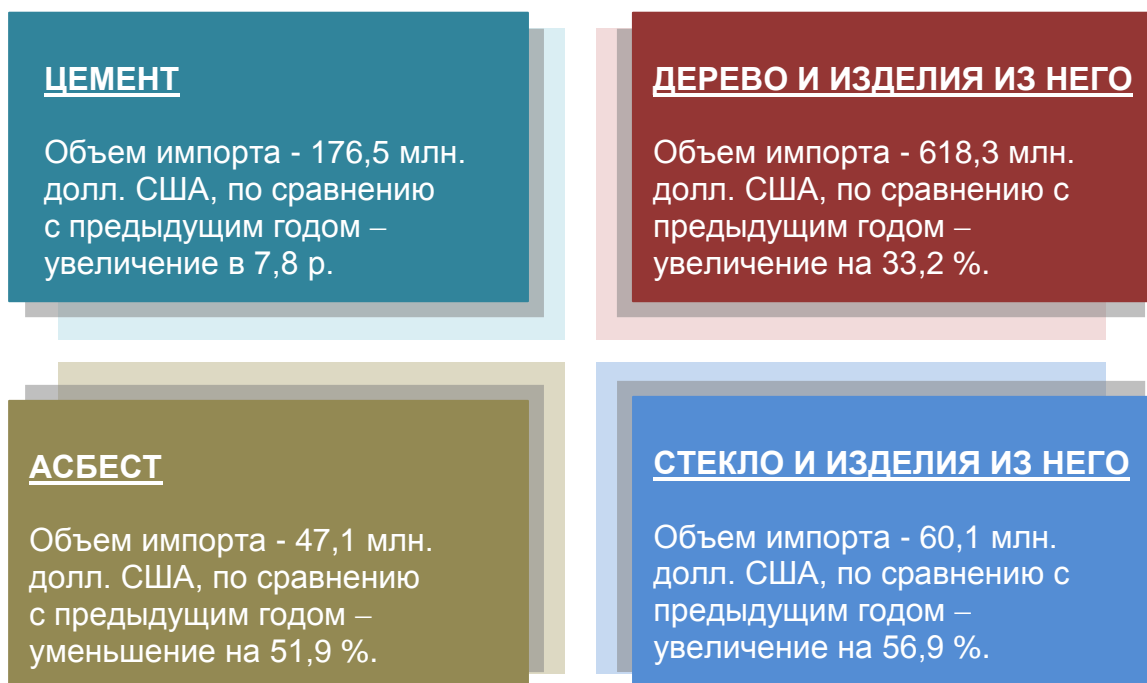 ЦЕМЕНТ
Объем импорта - 176,5 млн.
долл. США, по сравнению
с предыдущим годом –
увеличение в 7,8 р.
ДЕРЕВО И ИЗДЕЛИЯ ИЗ НЕГО
Объем импорта - 618,3 млн.
долл. США, по сравнению с
предыдущим годом –
увеличение на 33,2 %.
АСБЕСТ
Объем импорта - 47,1 млн.
долл. США, по сравнению
с предыдущим годом –
уменьшение на 51,9 %.
СТЕКЛО И ИЗДЕЛИЯ ИЗ НЕГО
Объем импорта - 60,1 млн.
долл. США, по сравнению с
предыдущим годом –
увеличение на 56,9 %.